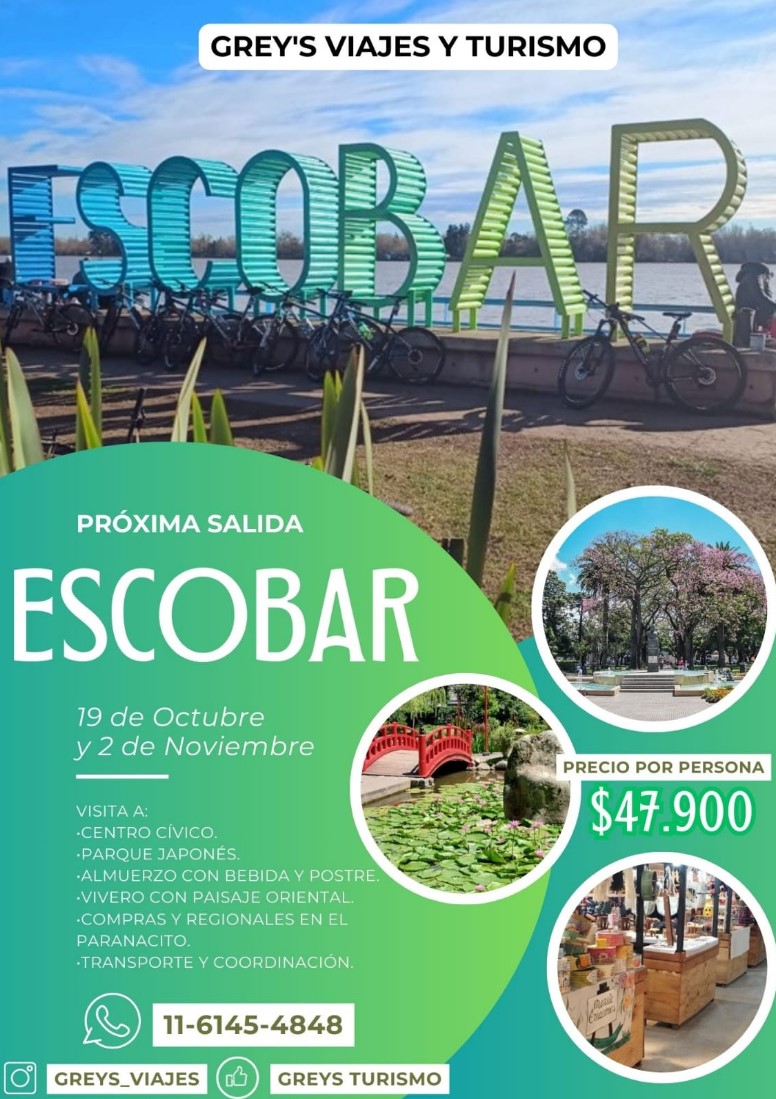 GREY'S VIAJES Y TURISMO
ESCOBAR
PRÓXIMA SALIDA
ESCOBAR
19 de Octubre
y 2 de Noviembre
VISITA A:
•CENTRO CÍVICO.
•PARQUE JAPONÉS.
•ALMUERZO CON BEBIDA Y POSTRE.
•VIVERO CON PAISAJE ORIENTAL.
•COMPRAS Y REGIONALES EN EL
PARANACITO.
•TRANSPORTE Y COORDINACIÓN.
PRECIO POR PERSONA
$47.900
11-6145-4848
GREYS_VIAJES
GREYS TURISMO